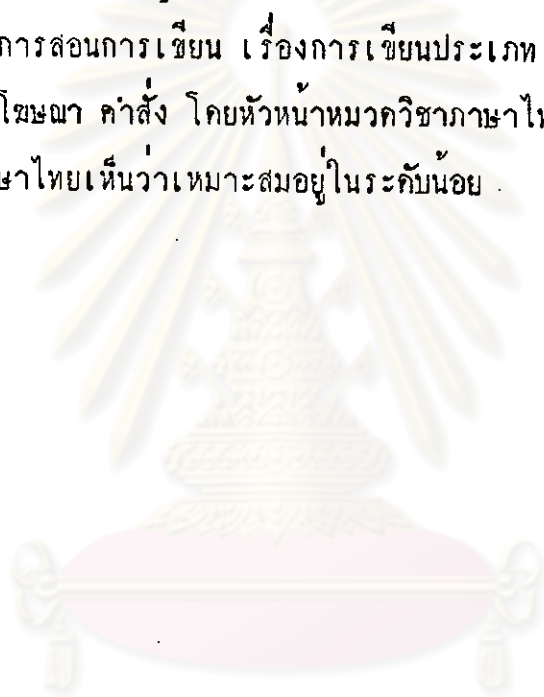 การสอนการเขียน เรื่องการเขียนประเภท
โฆษณา คำสั่ง โดยหัวหน้าหมวดวิชาภาษาไท
ษาไทยเห็นว่าเหมาะสมอยู่ในระดับน้อย